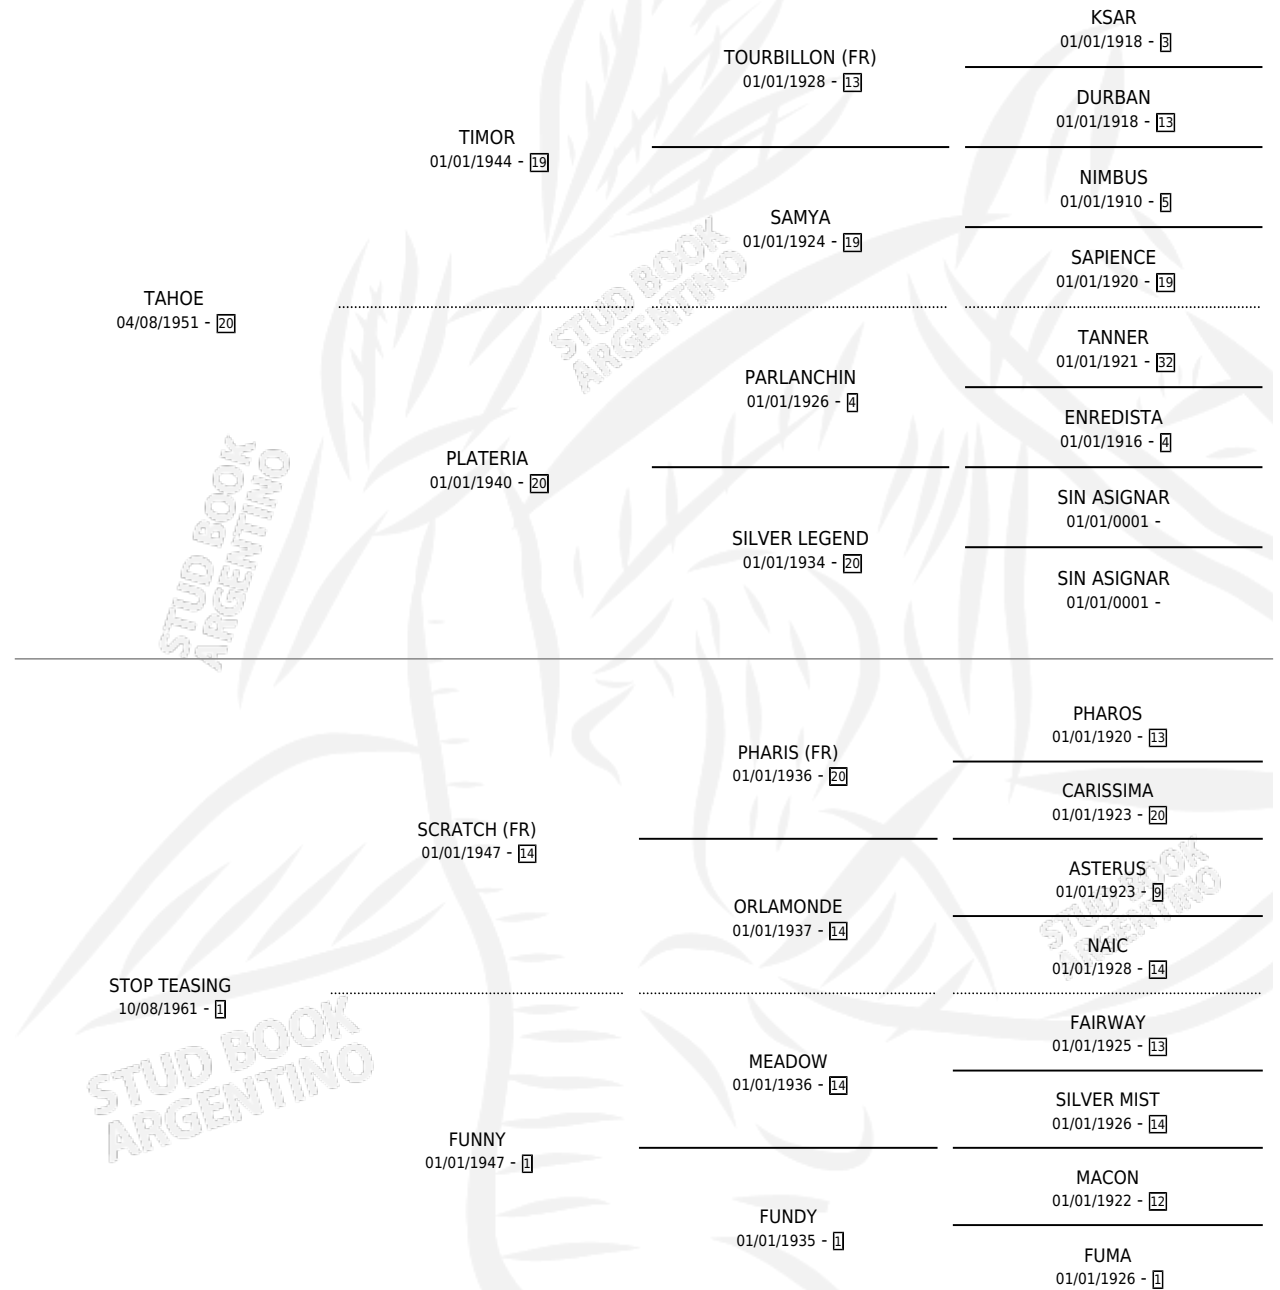 KSAR
01/01/1918 - 3
TOURBILLON (FR)
01/01/1928 - 13
DURBAN
01/01/1918 - 13
TIMOR
01/01/1944 - 19
NIMBUS
01/01/1910 - 5
SAMYA
01/01/1924 - 19
SAPIENCE
01/01/1920 - 19
TAHOE
04/08/1951 - 20
TANNER
01/01/1921 - 32
PARLANCHIN
01/01/1926 - 4
ENREDISTA
01/01/1916 - 4
PLATERIA
01/01/1940 - 20
SIN ASIGNAR
01/01/0001 -
SILVER LEGEND
01/01/1934 - 20
SIN ASIGNAR
01/01/0001 -
STUD BOOK
ARGENTINO
STUD BOOK
ARGENTINO
PHAROS
01/01/1920 - 13
PHARIS (FR)
01/01/1936 - 20
CARISSIMA
01/01/1923 - 20
SCRATCH (FR)
01/01/1947 - 14
ASTERUS
01/01/1923 - 9
ORLAMONDE
01/01/1937 - 14
NAIC
01/01/1928 - 14
STOP TEASING
10/08/1961 - 1
FAIRWAY
01/01/1925 - 13
MEADOW
01/01/1936 - 14
SILVER MIST
01/01/1926 - 14
FUNNY
01/01/1947 - 1
MACON
01/01/1922 - 12
FUNDY
01/01/1935 - 1
FUMA
01/01/1926 - 1
STUD BOOK
ARGENTINO
STUD BOOK
ARGENTINO